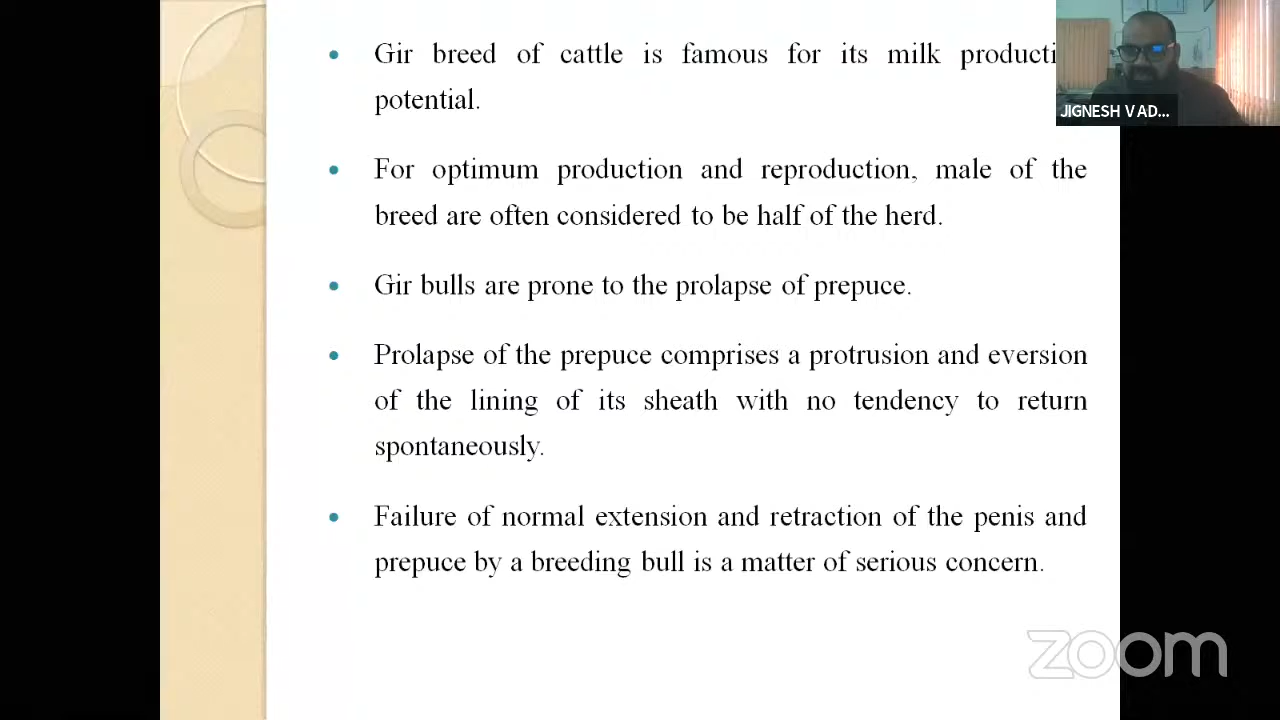 Gir breed of cattle is famous for its milk
potential.
For optimum production and reproduction, male of the
breed are often considered to be half of the herd.
Gir bulls are prone to the prolapse of prepuce.
Prolapse of the prepuce comprises a protrusion and eversion
of the lining of its sheath with no tendency to return
spontaneously.
Failure of normal extension and retraction of the penis and
prepuce by a breeding bull is a matter of serious concern.
JIGNESH V AD...
zoom